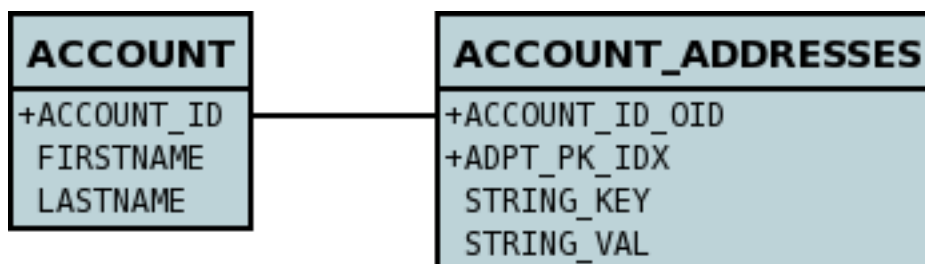 ACCOUNT
+ACCOUNT_ID
FIRSTNAME
LASTNAME
ACCOUNT_ADDRESSES
+ACCOUNT_ID_OID
+ADPT_PK_IDX
STRING_KEY
STRING_VAL